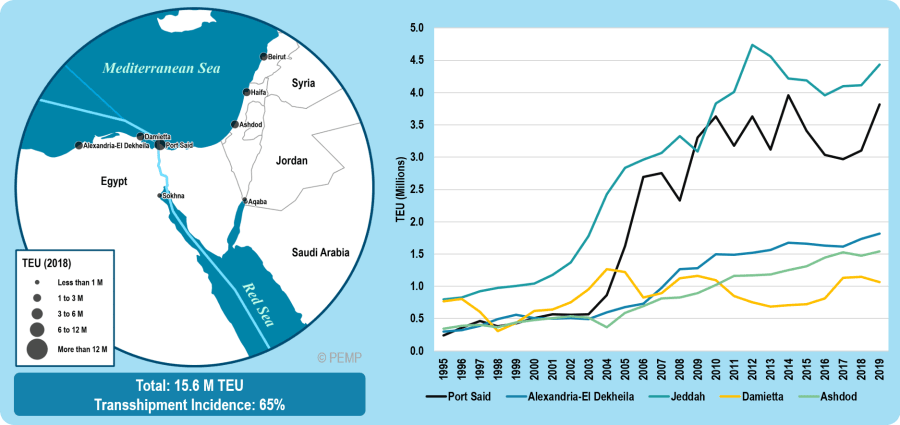 Mediterranean Sea
Beirut
Syria
Haifa
Ashdod
Damietta
Alexandria-El Dekheila
Port Said
Jordan
Egypt
Sokhna
Aqaba
Saudi Arabia
Red Sea
TEU (2018)
Less than 1 M
1 to 3 M
3 to 6 M
6 to 12 M
More than 12 M
© PEMP
Total: 15.6 M TEU
Transshipment Incidence: 65%
TEU (Millions)
5.0
4.5
4.0
3.5
3.0
2.5
2.0
1.5
1.0
0.5
0.0
1995
1996
1997
1998
1999
2000
2001
2002
2003
2004
2005
2006
2007
2008
2009
2010
2011
2012
2013
2014
2015
2016
2017
2018
2019
Port Said
Alexandria-El Dekheila
Jeddah
Damietta
Ashdod